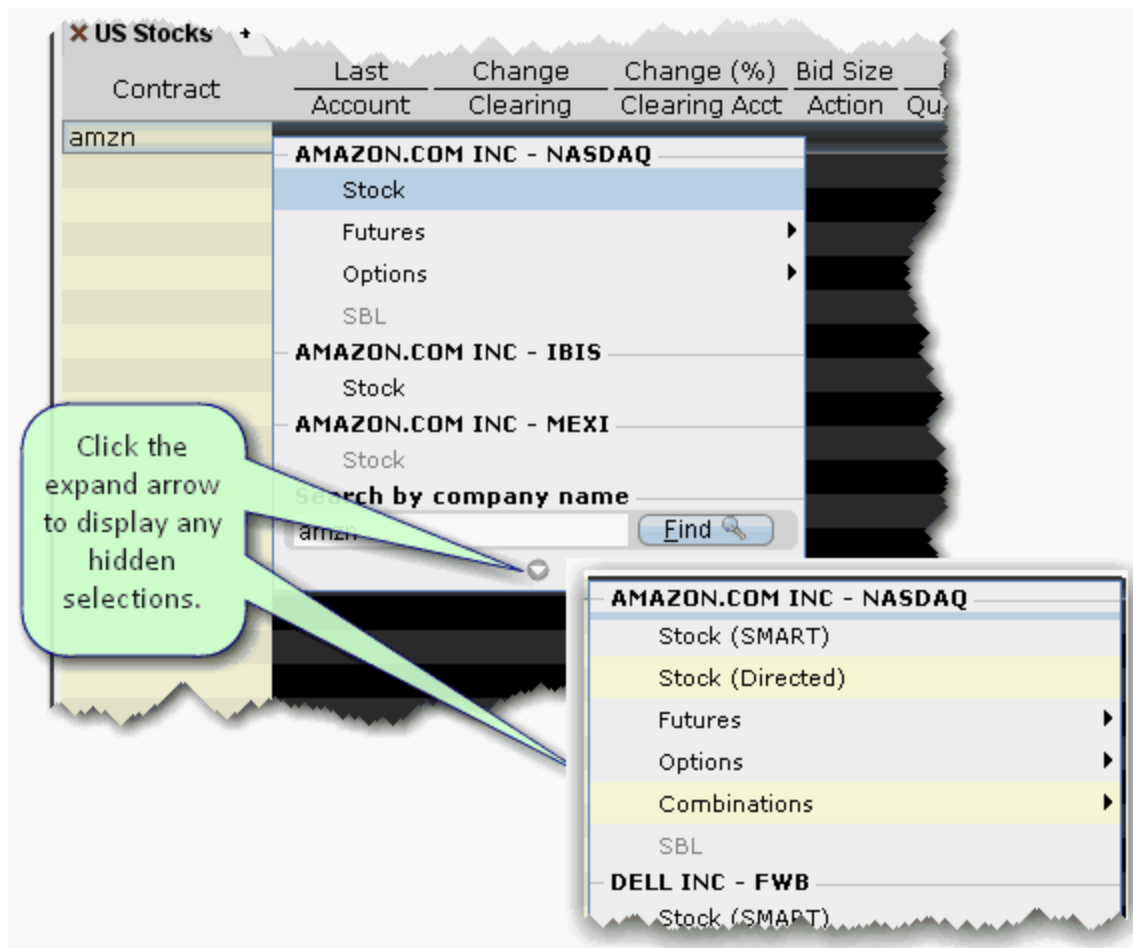 US Stocks +
Contract
Last Change Change (%) Bid Size
Account Clearing Clearing Acct Action
amzn
AMAZON.COM INC - NASDAQ
Stock
Futures
Options
SBL
AMAZON.COM INC - IBIS
Stock
AMAZON.COM INC - MEXI
Stock
Search by company name
amzn Find
Click the
expand arrow
to display any
hidden
selections.
AMAZON.COM INC - NASDAQ
Stock (SMART)
Stock (Directed)
Futures
Options
Combinations
SBL
DELL INC - FWB
Stock (SMART)